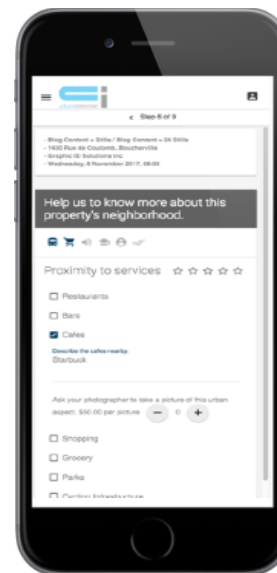 Step 6 of 9
- Blog Content + Stills / Blog Content + 24 Stills
- 1430 Rue de Coulomb, Boucherville
- Graphic IE Solutions Inc
- Wednesday, 8 November 2017, 08:00
Help us to know more about this
property's neighborhood.
Proximity to services
Restaurants
Bars
Cafes
Describe the cafes nearby.
Starbuck
Ask your photographer to take a picture of this urban
aspect. $50.00 per picture
0
Shopping
Grocery
Parks
Cycling Infrastructure